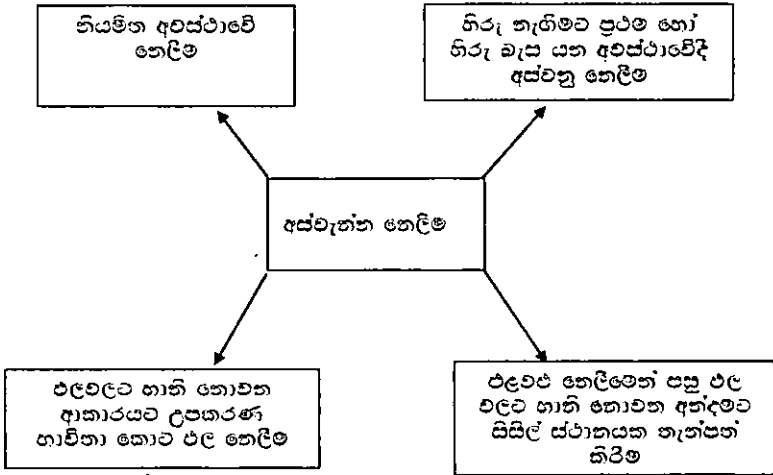 නියමිත අවස්ථාවේ
නෙලීම
හිරු නැගිමට ප්‍රථම හෝ
හිරු බැස යන අවස්ථාවේදී
අස්වනු නෙලීම
අස්වැන්න නෙලීම
ඵලවලට හානි නොවන
ආකාරයට උපකරණ
භාවිතා කොට ඵල නෙලීම
එළවළු නෙලීමෙන් පසු ඵල
වලට හානි නොවන අන්දමට
සිසිල් ස්ථානයක තැන්පත්
කිරීම